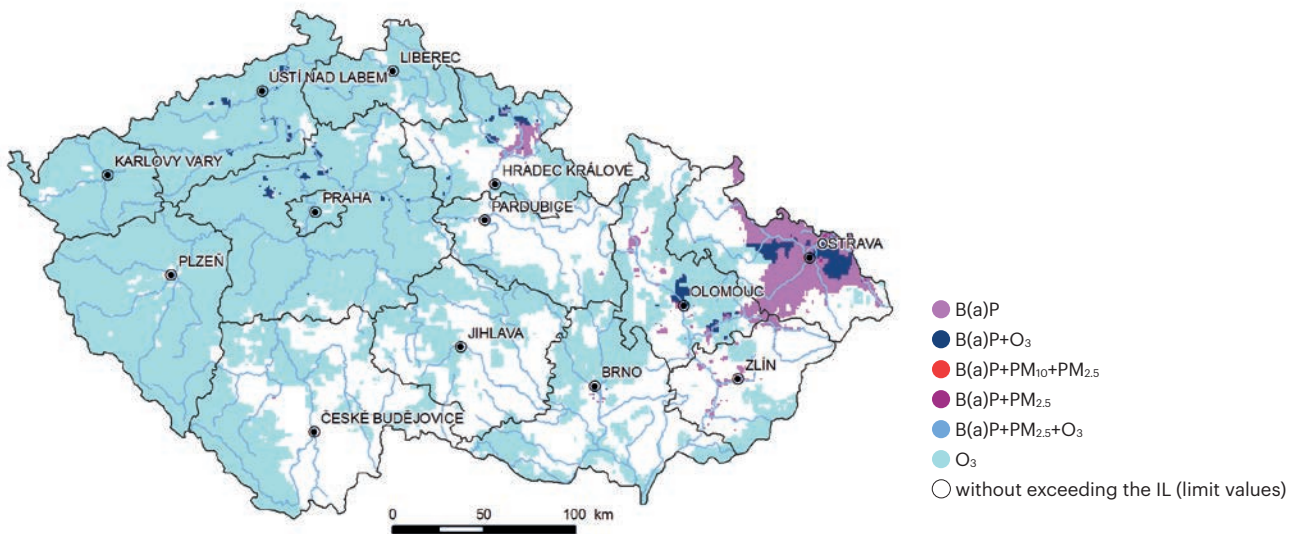 LIBEREC
ÚSTÍ NAD LABEM
KARLOVY VARY
HRADEC KRÁLOVÉ
PRAHA
PARDUBICE
OSTRAVA
PLZEŇ
OLOMOUC
JIHLAVA
ZLÍN
BRNO
ČESKÉ BUDĚJOVICE
0 50 100 km
B(a)P
B(a)P+O₃
B(a)P+PM₁₀+PM₂.₅
B(a)P+PM₂.₅
B(a)P+PM₂.₅+O₃
O₃
without exceeding the IL (limit values)